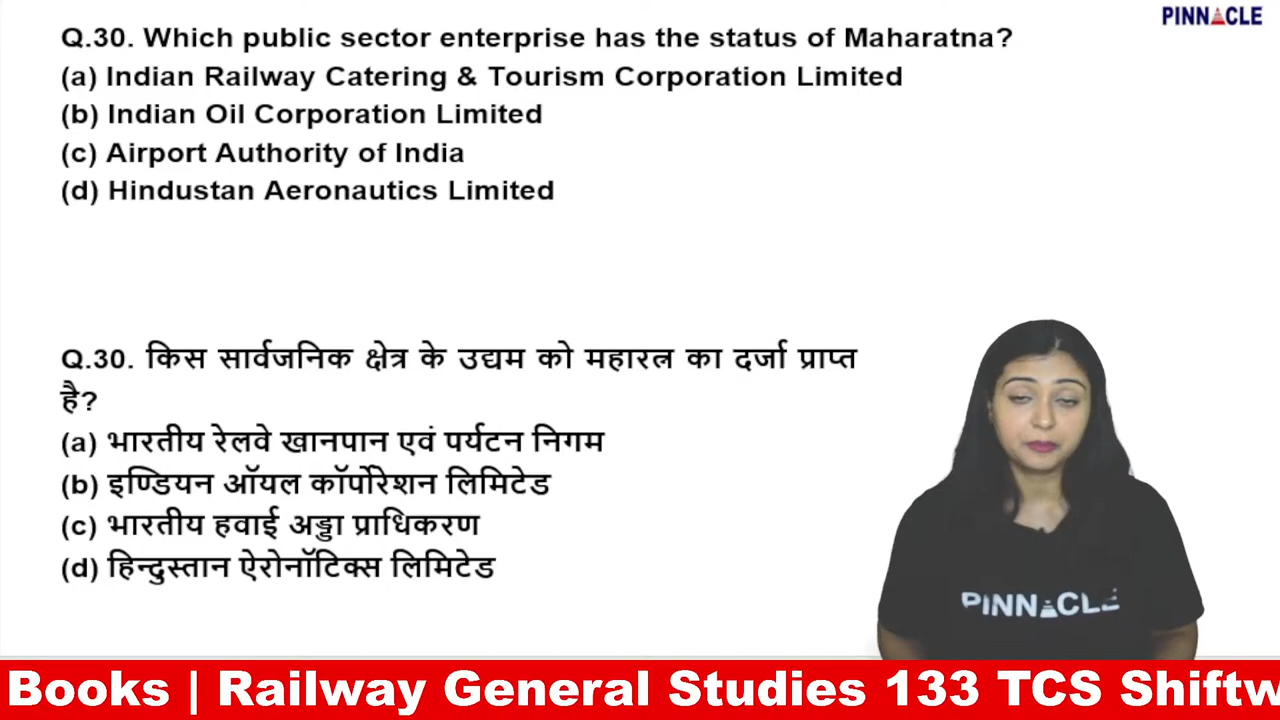 PINNACLE
Q.30. Which public sector enterprise has the status of Maharatna?
(a) Indian Railway Catering & Tourism Corporation Limited
(b) Indian Oil Corporation Limited
(c) Airport Authority of India
(d) Hindustan Aeronautics Limited
Q.30. किस सार्वजनिक क्षेत्र के उद्यम को महारत्न का दर्जा प्राप्त
है?
(a) भारतीय रेलवे खानपान एवं पर्यटन निगम
(b) इण्डियन ऑयल कॉर्पोरेशन लिमिटेड
(c) भारतीय हवाई अड्डा प्राधिकरण
(d) हिन्दुस्तान ऐरोनॉटिक्स लिमिटेड
PINNACLE
Books | Railway General Studies 133 TCS Shiftw